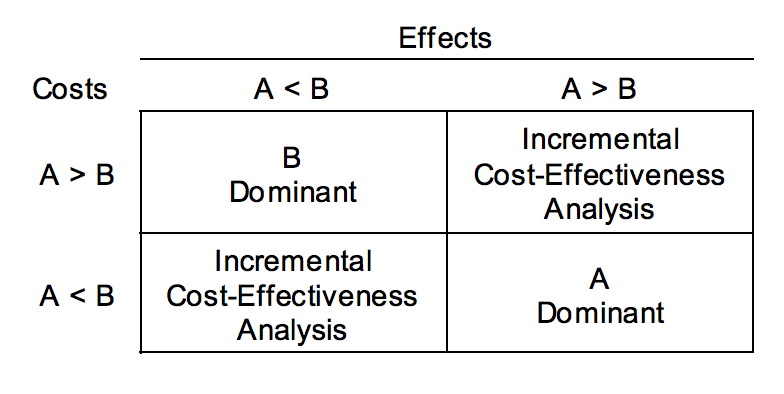 Effects
Costs
A < B
A > B
A > B
B
Dominant
Incremental
Cost-Effectiveness
Analysis
A < B
Incremental
Cost-Effectiveness
Analysis
A
Dominant